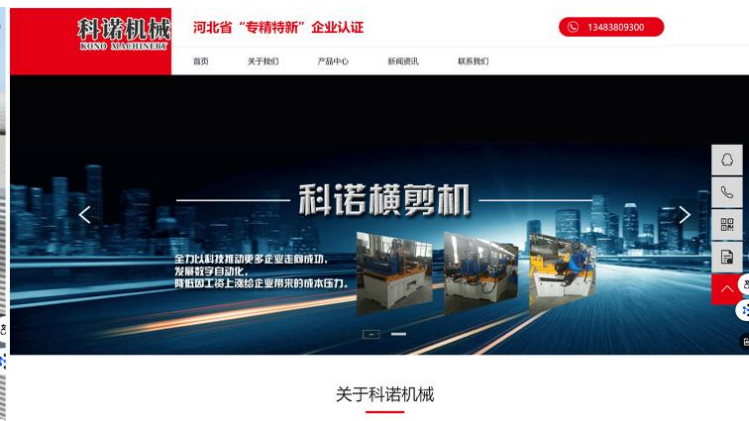 科诺机械
KONO MACHINERY
河北省“专精特新”企业认证
13483809300
首页
关于我们
产品中心
新闻资讯
联系我们
科诺横剪机
全力以科技推动更多企业走向成功，
发展数字自动化，
降低因工资上涨给企业带来的成本压力。
关于科诺机械